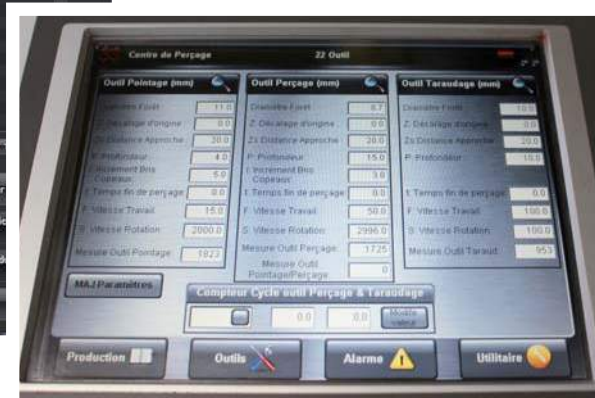 Centre de Perçage
22 Outil
Outil Pointage (mm)
Diamètre Forêt : 11.0
Z: Décalage d'origine : 0.0
Zs Distance Approche : 20.0
P: Profondeur : 4.0
I: Increment Bris Copeaux: 5.0
t: Temps fin de perçage : 0.0
F: Vitesse Travail : 15.0
S: Vitesse Rotation : 2000.0
Mesure Outil Pointage: 1823
Outil Perçage (mm)
Diamètre Forêt : 8.7
Z: Décalage d'origine : 0.0
Zs Distance Approche : 20.0
P: Profondeur : 15.0
I: Increment Bris Copeaux : 3.0
t: Temps fin de perçage : 0.0
F: Vitesse Travail : 50.0
S: Vitesse Rotation : 2996.0
Mesure Outil Perçage: 1725
Mesure Outil Pointage/Perçage: 0
Outil Taraudage (mm)
Diamètre Forêt : 10.0
Z: Décalage d'origine : 0.0
Zs Distance Approche : 20.0
P: Profondeur : 10.0
t: Temps fin de perçage : 0.0
F: Vitesse Travail : 100.0
S: Vitesse Rotation : 100.0
Mesure Outil Taraud: 953
MAJ Paramètres
Compteur Cycle outil Perçage & Taraudage
0.0 0.0
valeur
Production
Outils
Alarme
Utilitaire